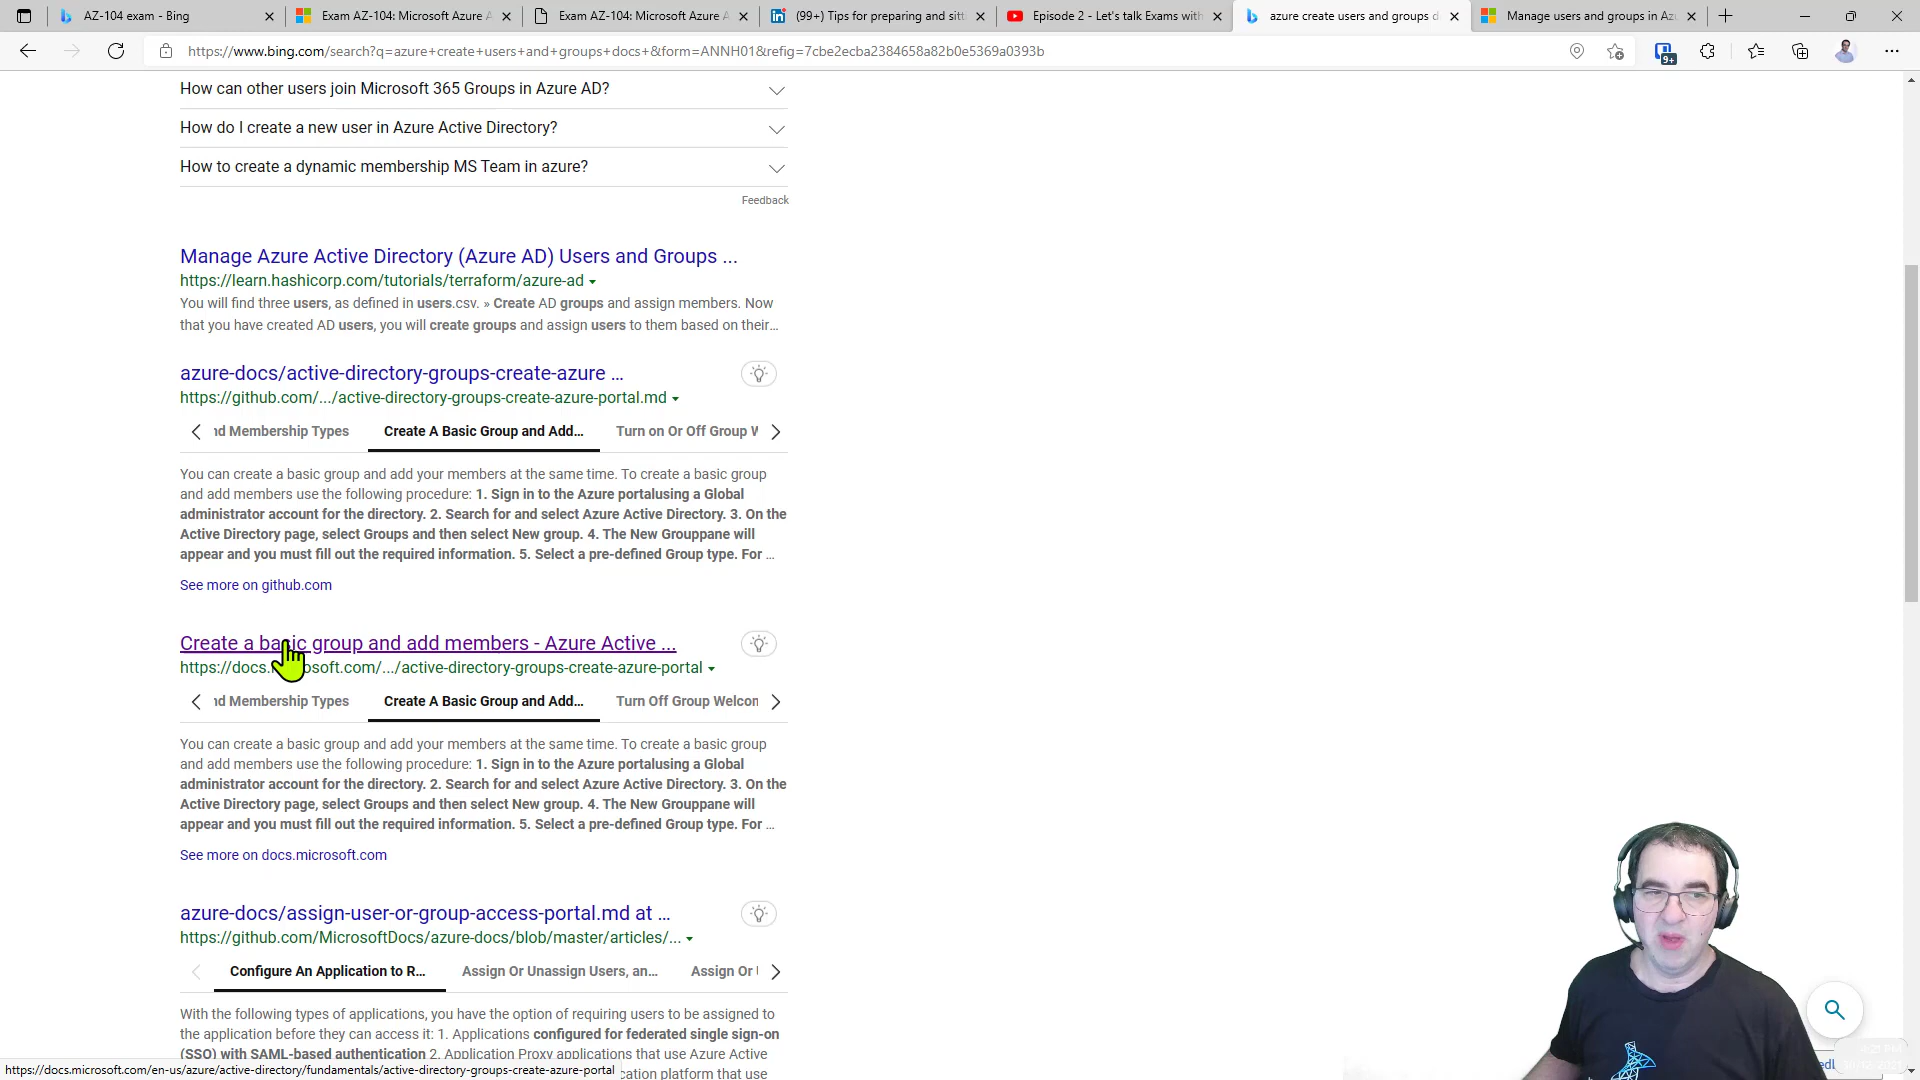 AZ-104 exam - Bing
Exam AZ-104: Microsoft Azure A
Exam AZ-104: Microsoft Azure A
(99+) Tips for preparing and sitt
Episode 2 - Let's talk Exams with
azure create users and groups d
Manage users and groups in Azu
https://www.bing.com/search?q=azure+create+users+and+groups+docs+&form=ANNH01&refig=7cbe2ecba2384658a82b0e5369a0393b
9+
How can other users join Microsoft 365 Groups in Azure AD?
How do I create a new user in Azure Active Directory?
How to create a dynamic membership MS Team in azure?
Feedback
Manage Azure Active Directory (Azure AD) Users and Groups ...
https://learn.hashicorp.com/tutorials/terraform/azure-ad
You will find three users, as defined in users.csv. » Create AD groups and assign members. Now
that you have created AD users, you will create groups and assign users to them based on their...
azure-docs/active-directory-groups-create-azure ...
https://github.com/.../active-directory-groups-create-azure-portal.md
nd Membership Types Create A Basic Group and Add... Turn on Or Off Group W
You can create a basic group and add your members at the same time. To create a basic group
and add members use the following procedure: 1. Sign in to the Azure portalusing a Global
administrator account for the directory. 2. Search for and select Azure Active Directory. 3. On the
Active Directory page, select Groups and then select New group. 4. The New Grouppane will
appear and you must fill out the required information. 5. Select a pre-defined Group type. For ...
See more on github.com
Create a basic group and add members - Azure Active ...
https://docs. osoft.com/.../active-directory-groups-create-azure-portal
nd Membership Types Create A Basic Group and Add... Turn Off Group Welcon
You can create a basic group and add your members at the same time. To create a basic group
and add members use the following procedure: 1. Sign in to the Azure portalusing a Global
administrator account for the directory. 2. Search for and select Azure Active Directory. 3. On the
Active Directory page, select Groups and then select New group. 4. The New Grouppane will
appear and you must fill out the required information. 5. Select a pre-defined Group type. For ...
See more on docs.microsoft.com
azure-docs/assign-user-or-group-access-portal.md at ...
https://github.com/MicrosoftDocs/azure-docs/blob/master/articles/...
Configure An Application to R... Assign Or Unassign Users, an... Assign Or
With the following types of applications, you have the option of requiring users to be assigned to
the application before they can access it: 1. Applications configured for federated single sign-on
(SSO) with SAML-based authentication 2. Application Proxy applications that use Azure Active
cation platform that use
https://docs.microsoft.com/en-us/azure/active-directory/fundamentals/active-directory-groups-create-azure-portal